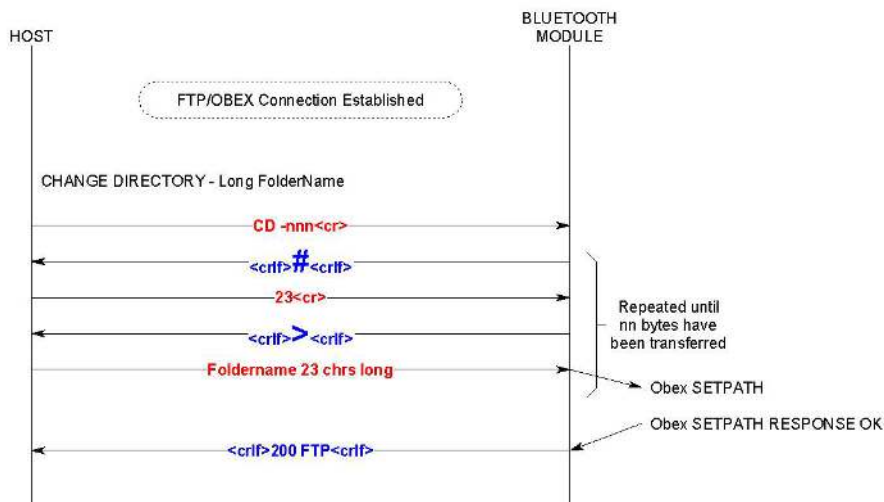 HOST
BLUETOOTH
MODULE
FTP/OBEX Connection Established
CHANGE DIRECTORY - Long FolderName
CD -nnn<cr>
<crlf>#<crlf>
23<cr>
<crlf>><crlf>
Repeated until
nn bytes have
been transferred
Foldername 23 chrs long
Obex SETPATH
Obex SETPATH RESPONSE OK
<crlf>200 FTP<crlf>